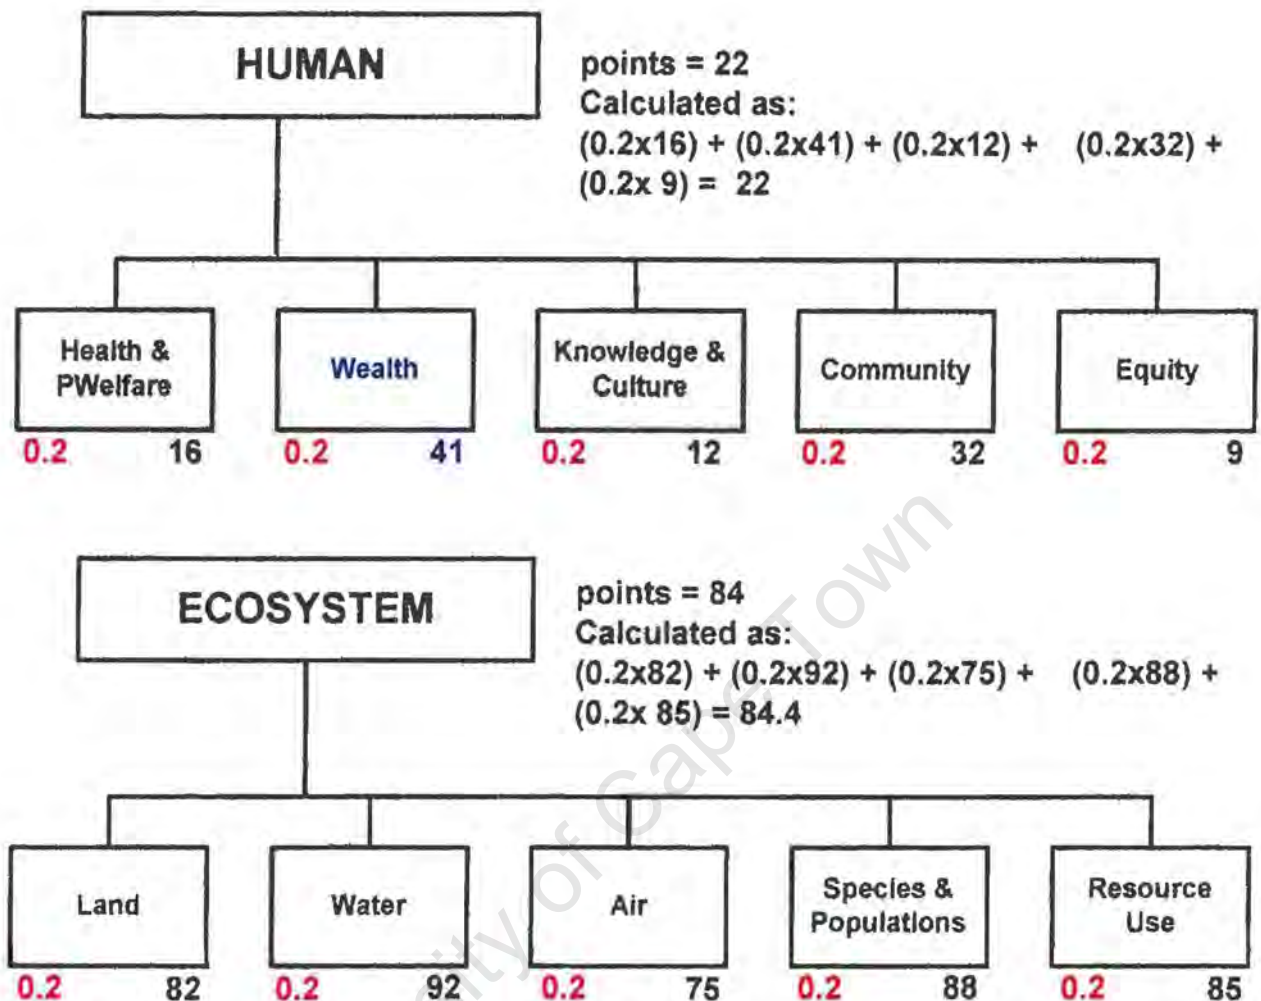 HUMAN
points = 22
Calculated as:
(0.2x16) + (0.2x41) + (0.2x12) + (0.2x32) +
(0.2x 9) = 22
Health &
PWelfare
Wealth
Knowledge &
Culture
Community
Equity
0.2 16 0.2 41 0.2 12 0.2 32 0.2 9
ECOSYSTEM
points = 84
Calculated as:
(0.2x82) + (0.2x92) + (0.2x75) + (0.2x88) +
(0.2x 85) = 84.4
Land
Water
Air
Species &
Populations
Resource
Use
0.2 82 0.2 92 0.2 75 0.2 88 0.2 85
ity of Cape Town